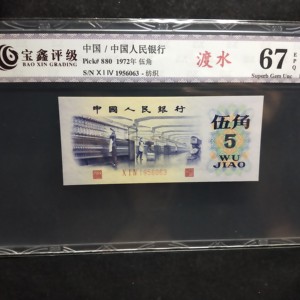 宝鑫评级
BAO XIN GRADING
中国 / 中国人民银行
Pick# 880 1972年 伍角
S/N X I IV 1956063 - 纺织
渡水
67 EPQ
Superb Gem Unc
中国人民银行
伍角
5
WU
JIAO
X I IV 1956063